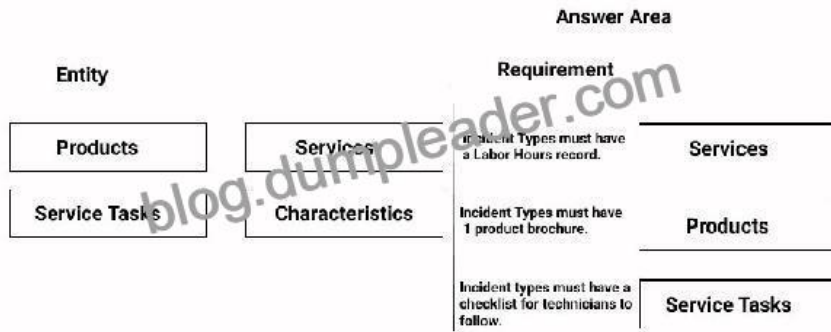 Answer Area
Entity
Requirement
Products
Services
Service Tasks
Characteristics
Incident Types must have
a Labor Hours record.
Services
Incident Types must have
1 product brochure.
Products
Incident types must have a
checklist for technicians to
follow.
Service Tasks
blog.dumpleader.com